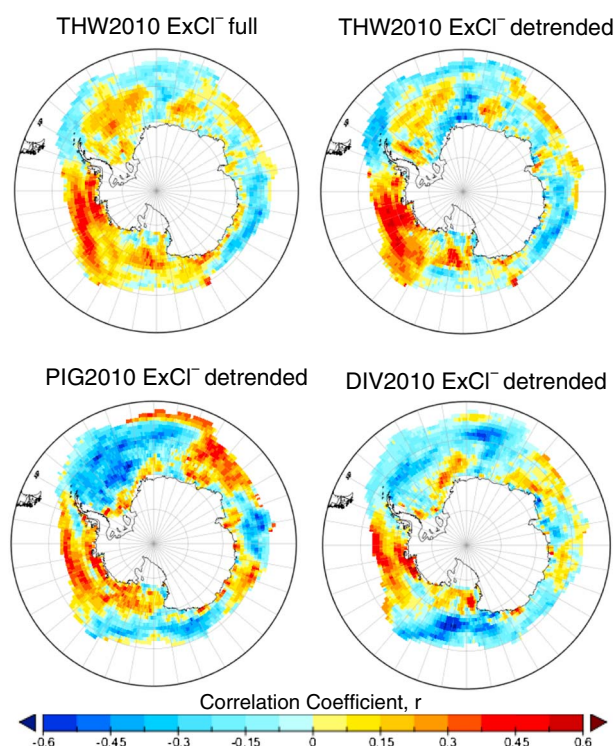 THW2010 ExCl⁻ full
THW2010 ExCl⁻ detrended
PIG2010 ExCl⁻ detrended
DIV2010 ExCl⁻ detrended
Correlation Coefficient, r
-0.6 -0.45 -0.3 -0.15 0 0.15 0.3 0.45 0.6